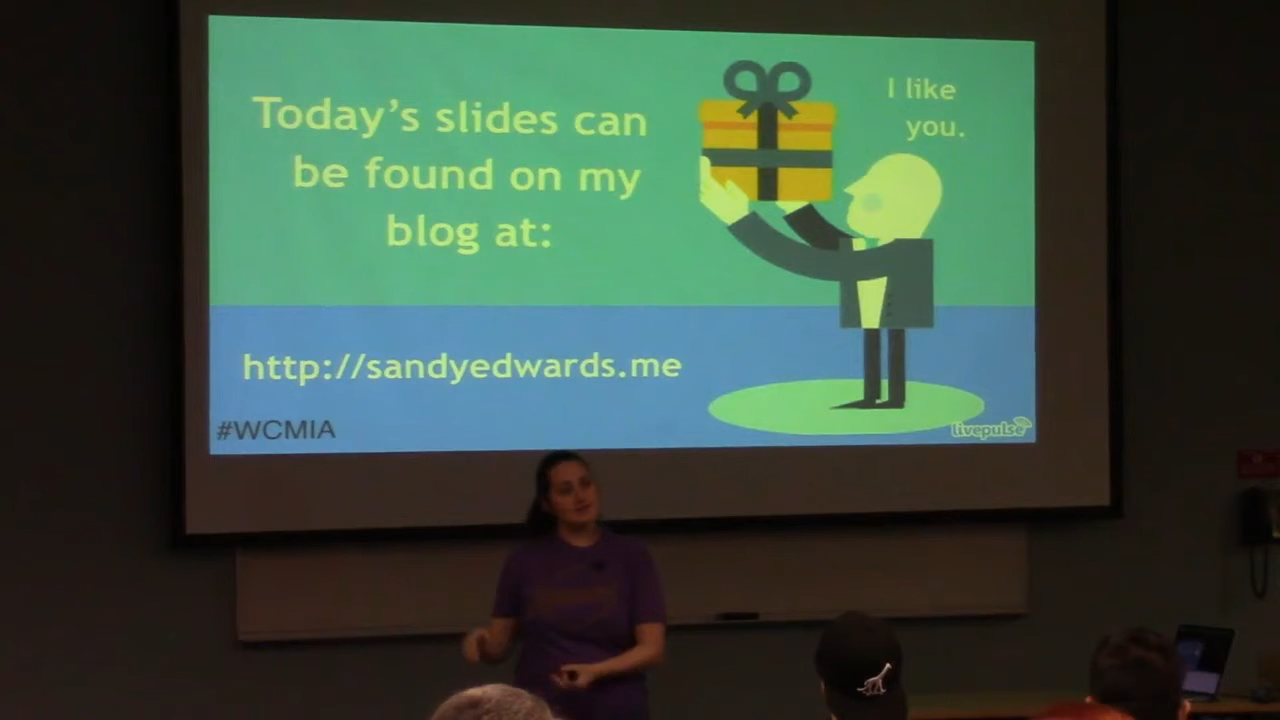 Today's slides can
be found on my
blog at:
I like
you.
http://sandyedwards.me
#WCMIA
livepulse